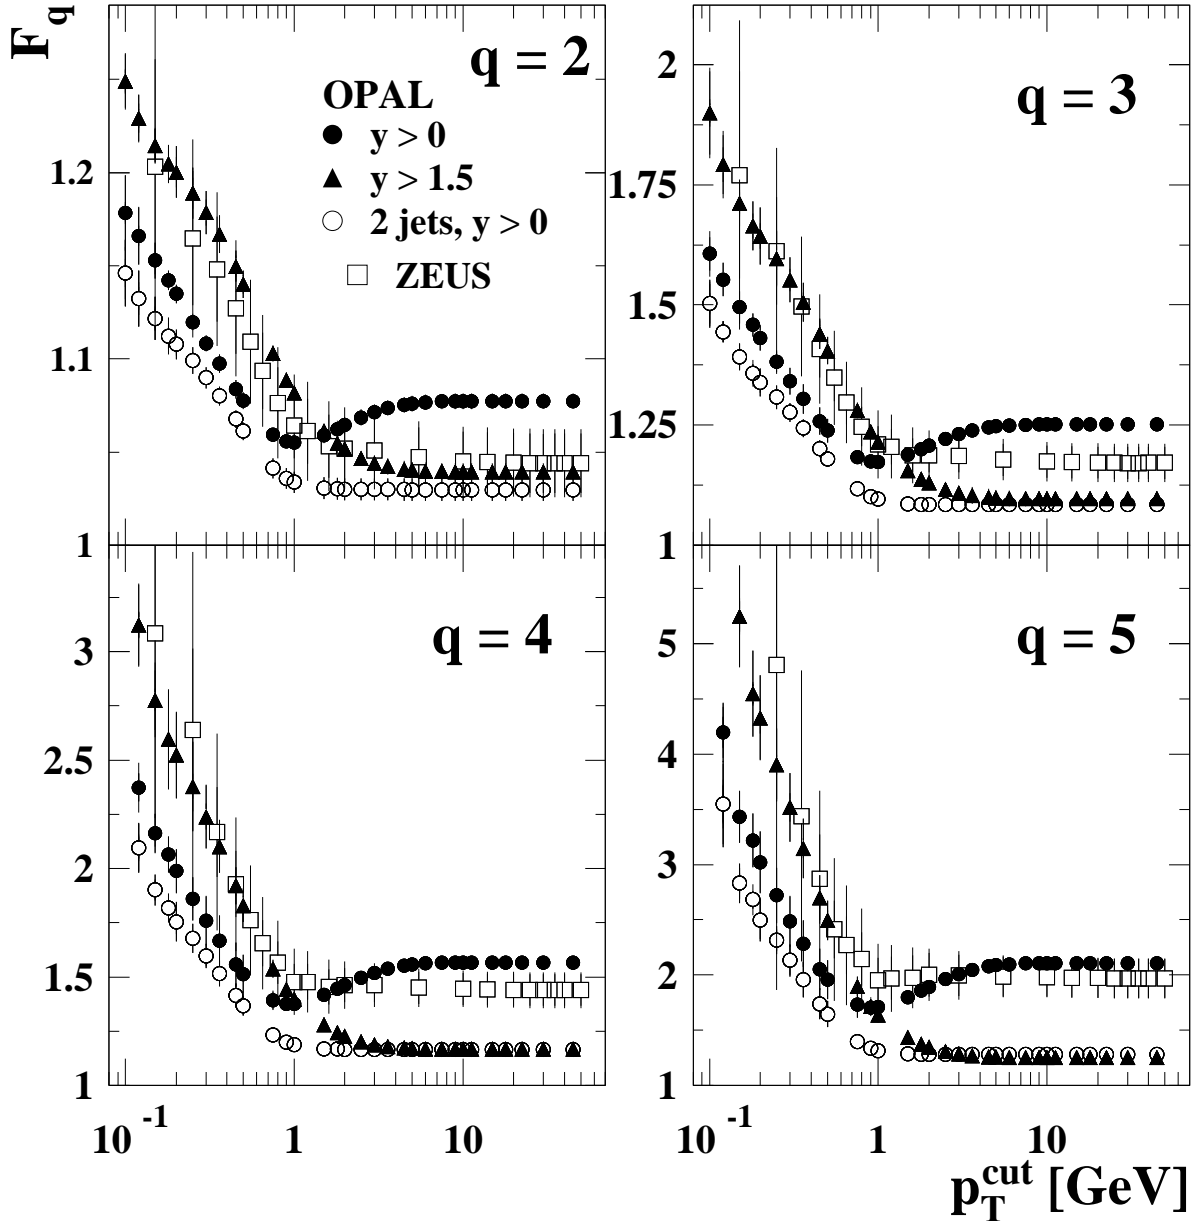 F_q
q = 2
OPAL
y > 0
y > 1.5
2 jets, y > 0
ZEUS
1.2
1.1
1
q = 3
2
1.75
1.5
1.25
1
q = 4
3
2.5
2
1.5
1
10^-1
1
10
q = 5
5
4
3
2
1
10^-1
1
10
p_T^cut [GeV]